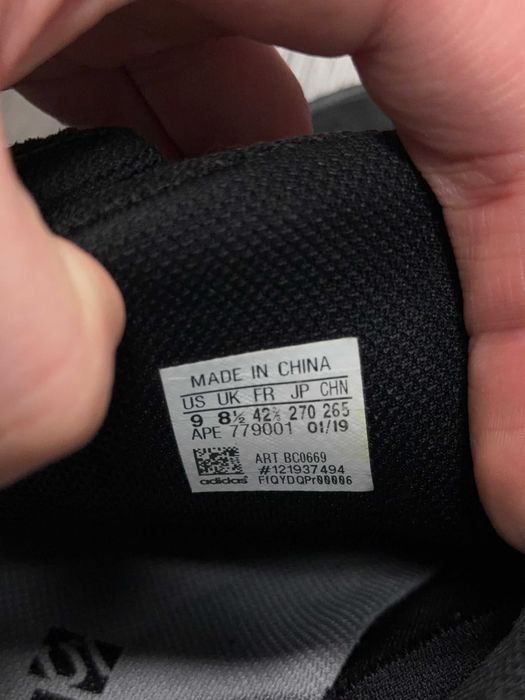 MADE IN CHINA
US UK FR JP CHN
9 8½ 42⅔ 270 265
APE 779001 01/19
ART BC0669
#121937494
adidas F1QYDQPr00006